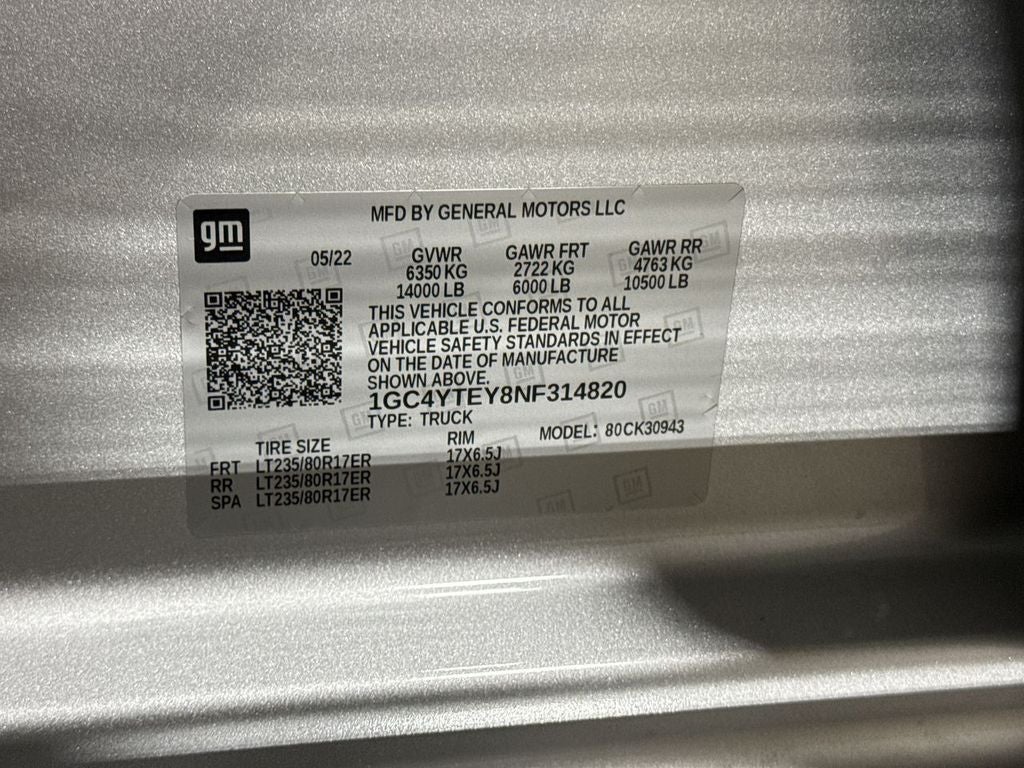 gm
MFD BY GENERAL MOTORS LLC
05/22 GVWR GAWR FRT GAWR RR
6350 KG 2722 KG 4763 KG
14000 LB 6000 LB 10500 LB
THIS VEHICLE CONFORMS TO ALL
APPLICABLE U.S. FEDERAL MOTOR
VEHICLE SAFETY STANDARDS IN EFFECT
ON THE DATE OF MANUFACTURE
SHOWN ABOVE.
1GC4YTEY8NF314820
TYPE: TRUCK
MODEL: 80CK30943
TIRE SIZE RIM
FRT LT235/80R17ER 17X6.5J
RR LT235/80R17ER 17X6.5J
SPA LT235/80R17ER 17X6.5J